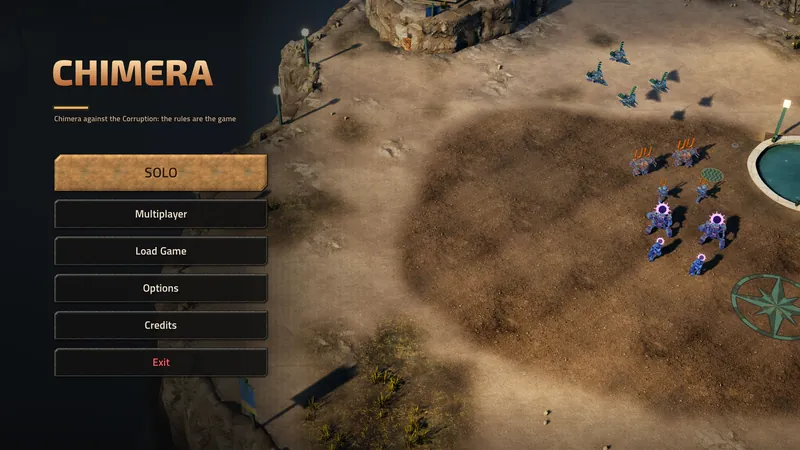 CHIMERA
Chimera against the Corruption: the rules are the game
SOLO
Multiplayer
Load Game
Options
Credits
Exit